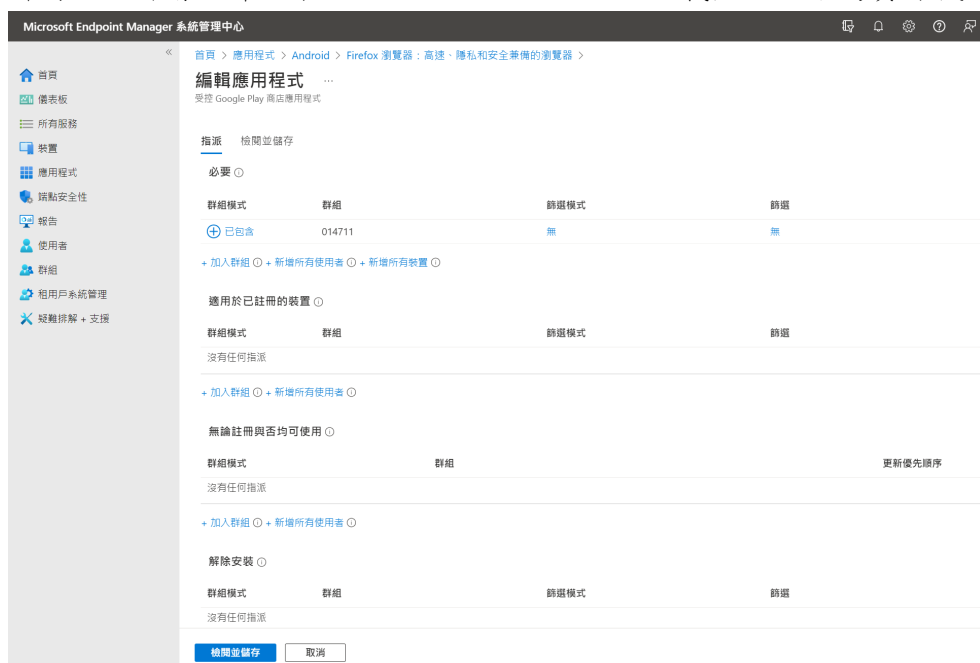 Microsoft Endpoint Manager 系統管理中心
«
首頁
儀表板
所有服務
裝置
應用程式
端點安全性
報告
使用者
群組
租用戶系統管理
疑難排解 + 支援
首頁 > 應用程式 > Android > Firefox 瀏覽器：高速、隱私和安全兼備的瀏覽器 >
編輯應用程式 ...
受控 Google Play 商店應用程式
指派 檢閱並儲存
必要
群組模式 群組 篩選模式 篩選
已包含 014711 無 無
+ 加入群組 + 新增所有使用者 + 新增所有裝置
適用於已註冊的裝置
群組模式 群組 篩選模式 篩選
沒有任何指派
+ 加入群組 + 新增所有使用者
無論註冊與否均可使用
群組模式 群組 更新優先順序
沒有任何指派
+ 加入群組 + 新增所有使用者
解除安裝
群組模式 群組 篩選模式 篩選
沒有任何指派
檢閱並儲存 取消